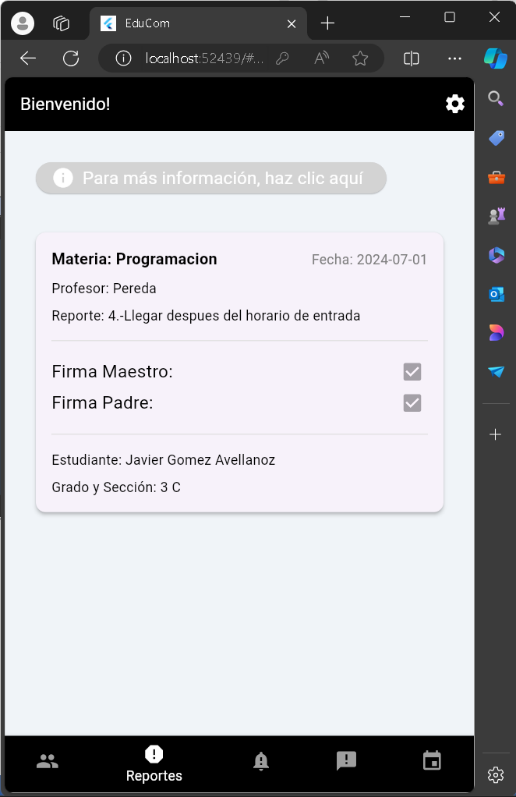 EduCom
localhost:52439/#...
Bienvenido!
Para más información, haz clic aquí
Materia: Programacion
Fecha: 2024-07-01
Profesor: Pereda
Reporte: 4.-Llegar despues del horario de entrada
Firma Maestro:
Firma Padre:
Estudiante: Javier Gomez Avellanoz
Grado y Sección: 3 C
Reportes